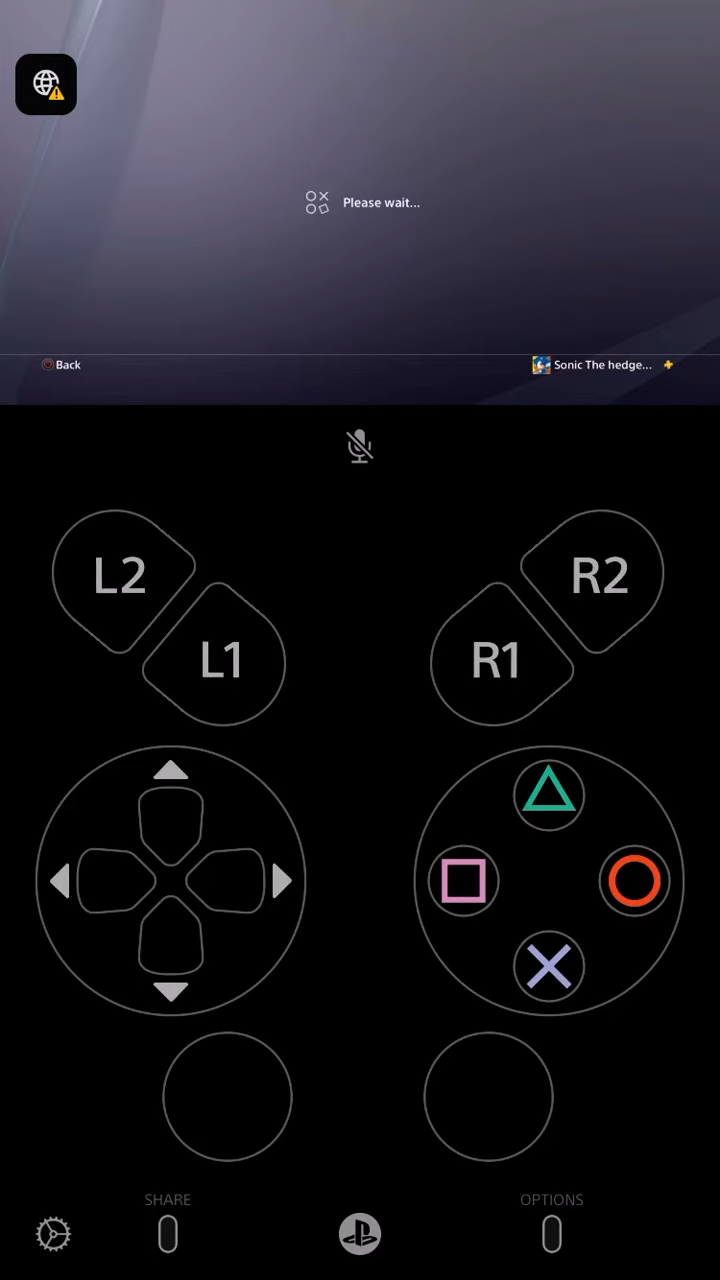 Please wait...
Back
Sonic The hedge...
L2
R2
L1
R1
SHARE
OPTIONS